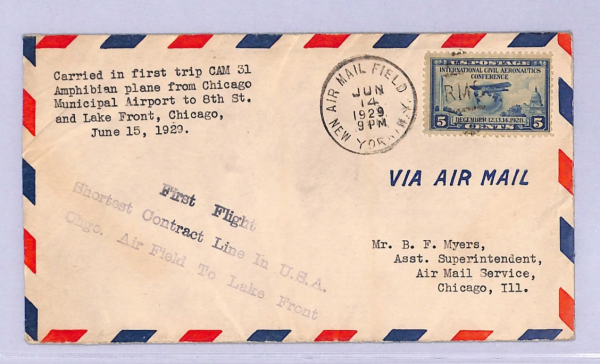 Carried in first trip CAM 31
Amphibian plane from Chicago
Municipal Airport to 8th St.
and Lake Front, Chicago,
June 15, 1929.
AIR MAIL FIELD
JUN
14
9 PM
1929
NEW YORK, N.Y.
U.S. POSTAGE
INTERNATIONAL CIVIL AERONAUTICS
CONFERENCE
5 5
DECEMBER 12.13.14.1928.
CENTS
VIA AIR MAIL
First Flight
Shortest Contract Line In U.S.A.
Chgo. Air Field To Lake Front
Mr. B. F. Myers,
Asst. Superintendent,
Air Mail Service,
Chicago, Ill.